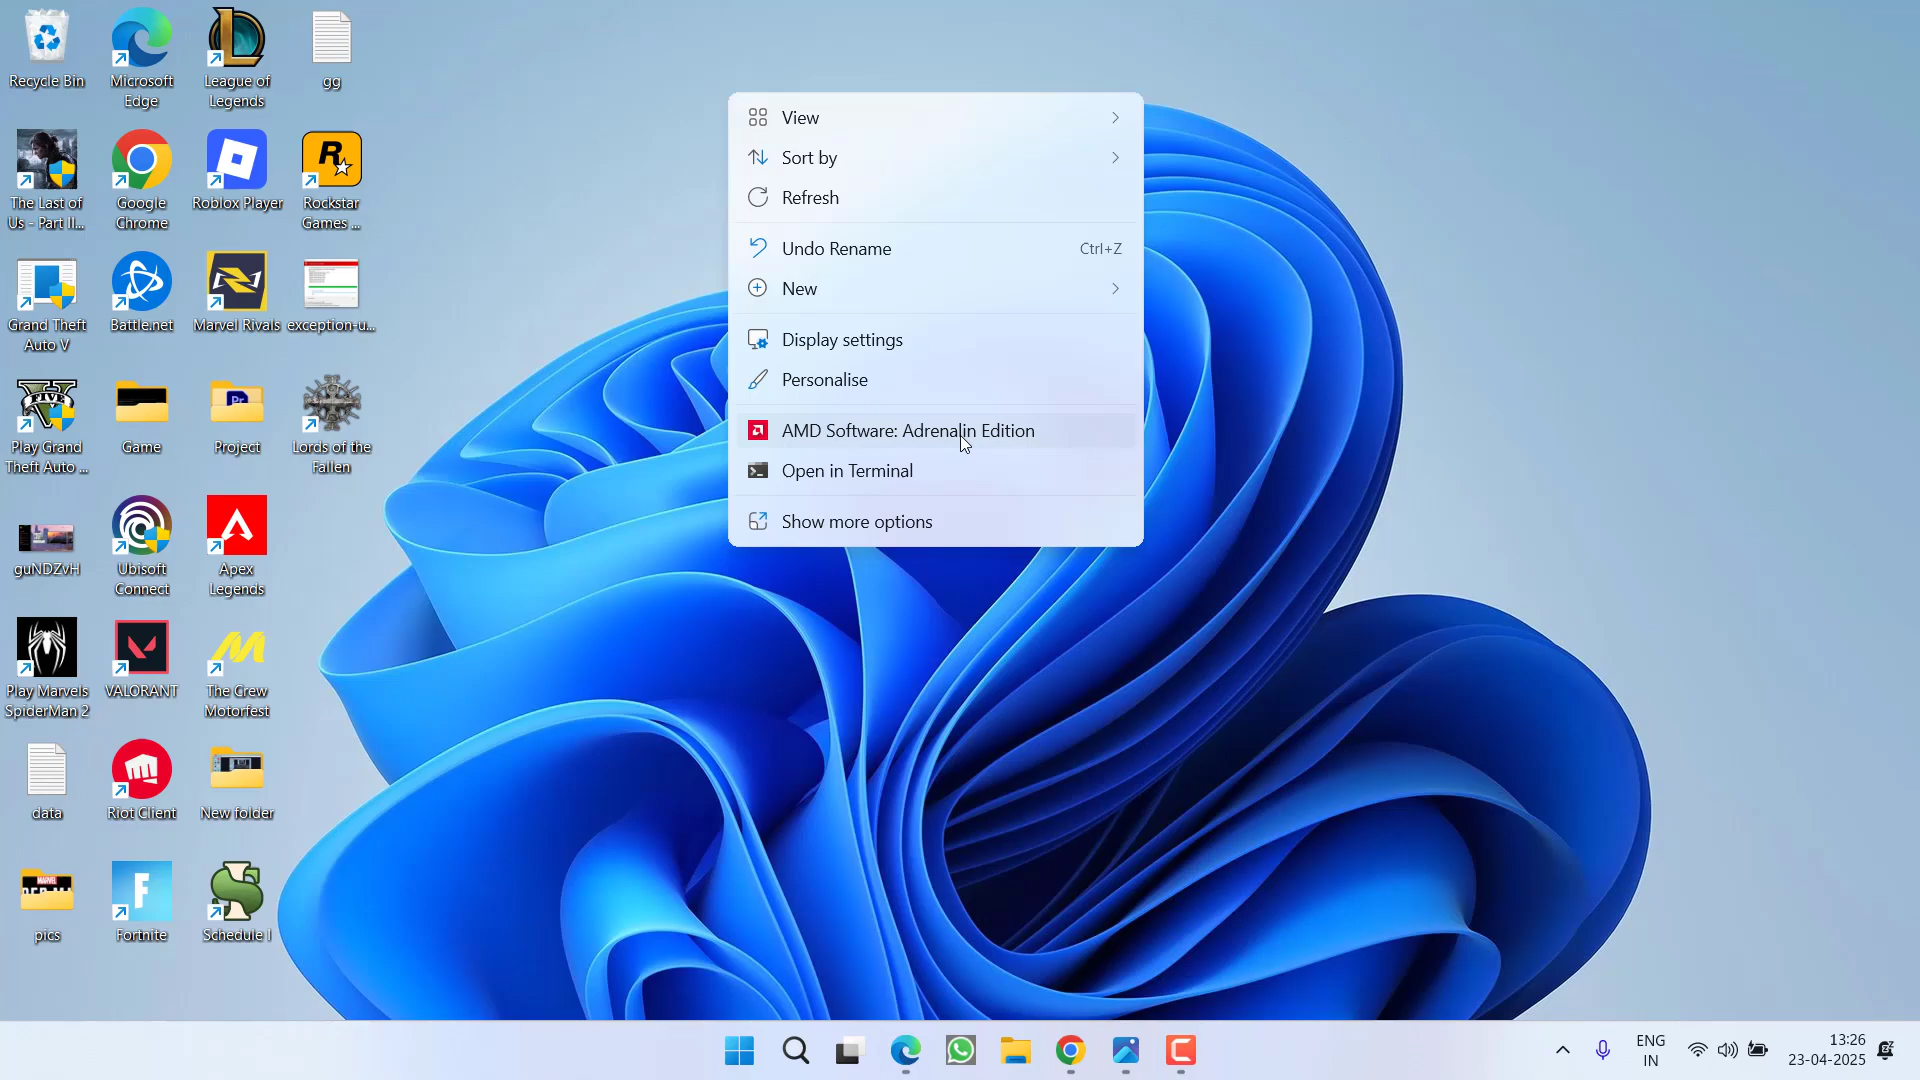 Recycle Bin
Microsoft
Edge
League of
Legends
gg
The Last of
Us - Part II...
Google
Chrome
Roblox Player
Rockstar
Games ...
Grand Theft
Auto V
Battle.net
Marvel Rivals
exception-u...
Play Grand
Theft Auto ...
Game
Project
Lords of the
Fallen
guNDZvH
Ubisoft
Connect
Apex
Legends
Play Marvels
SpiderMan 2
VALORANT
The Crew
Motorfest
data
Riot Client
New folder
pics
Fortnite
Schedule I
View
Sort by
Refresh
Undo Rename Ctrl+Z
New
Display settings
Personalise
AMD Software: Adrenalin Edition
Open in Terminal
Show more options
ENG
IN
13:26
23-04-2025